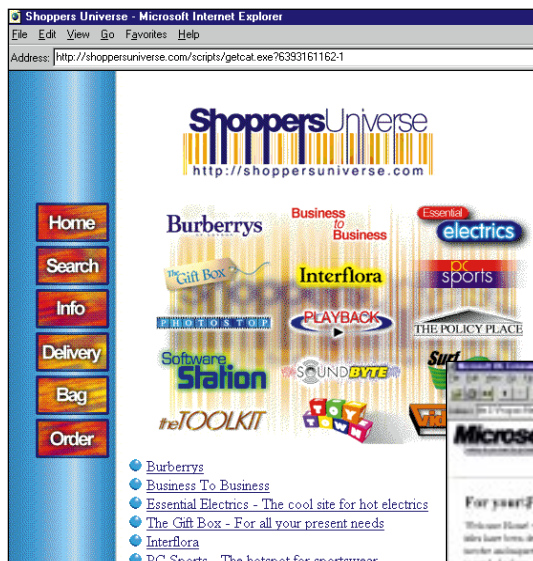 Shoppers Universe - Microsoft Internet Explorer
File Edit View Go Favorites Help
Address: http://shoppersuniverse.com/scripts/getcat.exe?6393161162-1
ShoppersUniverse
http://shoppersuniverse.com
Home
Search
Info
Delivery
Bag
Order
Burberrys
Business to Business
Essential electrics
The Gift Box
Interflora
pc sports
PHOTOSTOP
PLAYBACK
THE POLICY PLACE
Software Station
SOUNDBYTE
Surf
theTOOLKIT
TOY TOWN
Burberrys
Business To Business
Essential Electrics - The cool site for hot electrics
The Gift Box - For all your present needs
Interflora
PC Sports - The hotspot for sportswear
For your